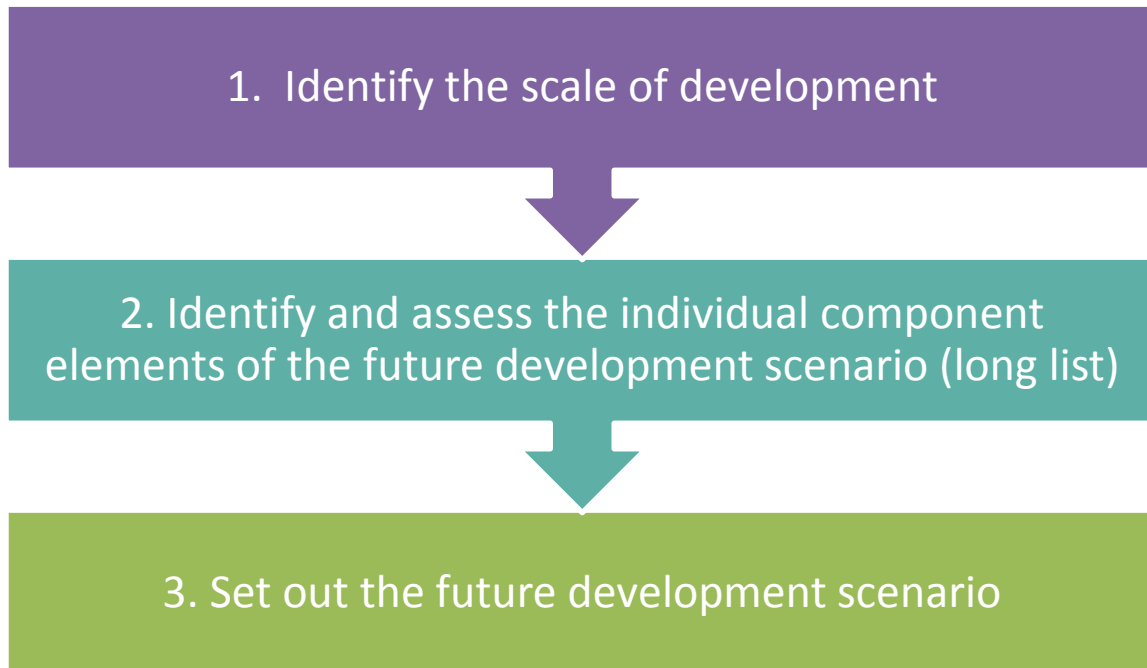 1. Identify the scale of development
2. Identify and assess the individual component
elements of the future development scenario (long list)
3. Set out the future development scenario